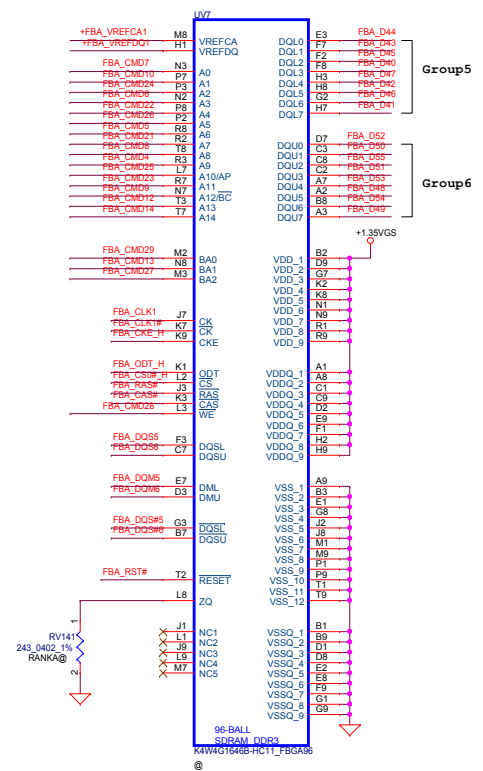 UV7
+FBA_VREFCA1 M8 VREFCA
+FBA_VREFDQ1 H1 VREFDQ
FBA_CMD7 N3 A0
FBA_CMD10 P7 A1
FBA_CMD24 P3 A2
FBA_CMD6 N2 A3
FBA_CMD22 P8 A4
FBA_CMD26 P2 A5
FBA_CMD5 R8 A6
FBA_CMD21 R2 A7
FBA_CMD8 T8 A8
FBA_CMD4 R3 A9
FBA_CMD25 L7 A10/AP
FBA_CMD23 R7 A11
FBA_CMD9 N7 A12/BC
FBA_CMD12 T3 A13
FBA_CMD14 T7 A14
FBA_CMD29 M2 BA0
FBA_CMD13 N8 BA1
FBA_CMD27 M3 BA2
FBA_CLK1 J7 CK
FBA_CLK1# K7 CK
FBA_CKE_H K9 CKE
FBA_ODT_H K1 ODT
FBA_CS0#_H L2 CS
FBA_RAS# J3 RAS
FBA_CAS# K3 CAS
FBA_CMD28 L3 WE
FBA_DQS5 F3 DQSL
FBA_DQS6 C7 DQSU
FBA_DQM5 E7 DML
FBA_DQM6 D3 DMU
FBA_DQS#5 G3 DQSL
FBA_DQS#6 B7 DQSU
FBA_RST# T2 RESET
L8 ZQ
1
RV141
243_0402_1%
RANKA@
2
J1 NC1
L1 NC2
J9 NC3
L9 NC4
M7 NC5
DQL0 E3 FBA_D44
DQL1 F7 FBA_D43
DQL2 F2 FBA_D45
DQL3 F8 FBA_D40
DQL4 H3 FBA_D47
DQL5 H8 FBA_D42
DQL6 G2 FBA_D46
DQL7 H7 FBA_D41
Group5
DQU0 D7 FBA_D52
DQU1 C3 FBA_D50
DQU2 C8 FBA_D55
DQU3 C2 FBA_D51
DQU4 A7 FBA_D53
DQU5 A2 FBA_D48
DQU6 B8 FBA_D54
DQU7 A3 FBA_D49
Group6
+1.35VGS
VDD_1 B2
VDD_2 D9
VDD_3 G7
VDD_4 K2
VDD_5 K8
VDD_6 N1
VDD_7 N9
VDD_8 R1
VDD_9 R9
VDDQ_1 A1
VDDQ_2 A8
VDDQ_3 C1
VDDQ_4 C9
VDDQ_5 D2
VDDQ_6 E9
VDDQ_7 F1
VDDQ_8 H2
VDDQ_9 H9
VSS_1 A9
VSS_2 B3
VSS_3 E1
VSS_4 G8
VSS_5 J2
VSS_6 J8
VSS_7 M1
VSS_8 M9
VSS_9 P1
VSS_10 P9
VSS_11 T1
VSS_12 T9
VSSQ_1 B1
VSSQ_2 B9
VSSQ_3 D1
VSSQ_4 D8
VSSQ_5 E2
VSSQ_6 E8
VSSQ_7 F9
VSSQ_8 G1
VSSQ_9 G9
96-BALL
SDRAM_DDR3
K4W4G1646B-HC11_FBGA96
@